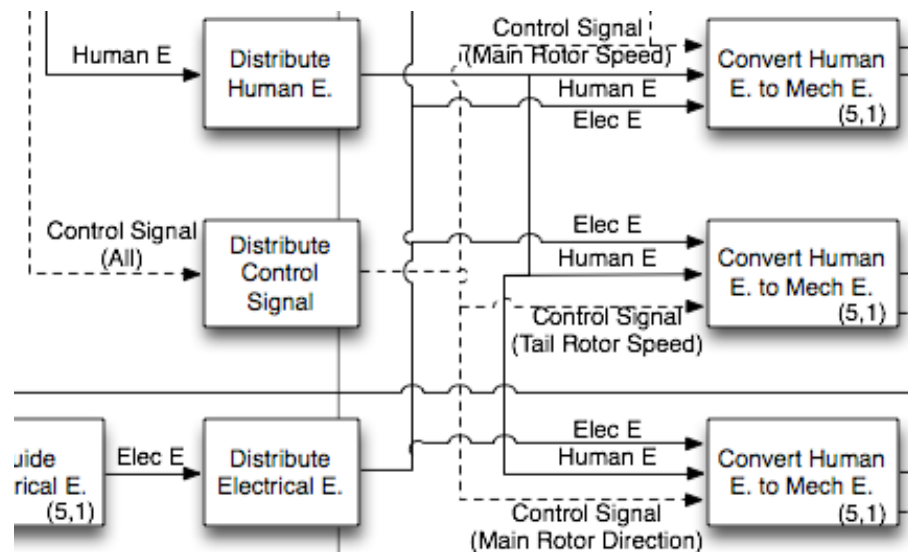 Control Signal
(Main Rotor Speed)
Human E
Distribute
Human E.
Human E
Elec E
Convert Human
E. to Mech E.
(5,1)
Control Signal
(All)
Distribute
Control
Signal
Elec E
Human E
Control Signal
(Tail Rotor Speed)
Convert Human
E. to Mech E.
(5,1)
uide
rical E.
(5,1)
Elec E
Distribute
Electrical E.
Elec E
Human E
Control Signal
(Main Rotor Direction)
Convert Human
E. to Mech E.
(5,1)